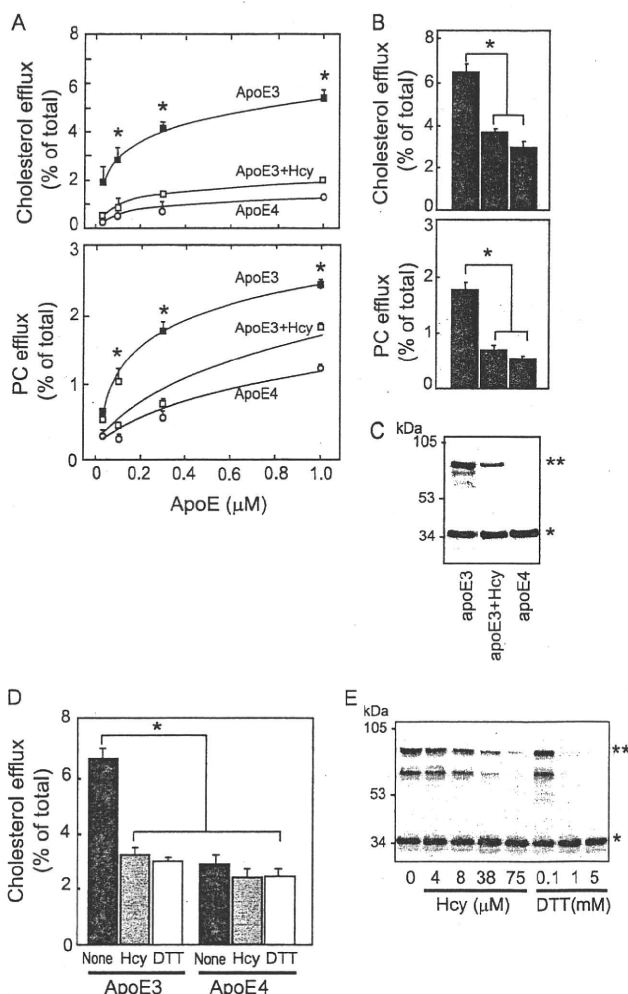 A
Cholesterol efflux
(% of total)
8
6
4
2
0
ApoE3
ApoE3+Hcy
ApoE4
* * *
PC efflux
(% of total)
3
2
1
0
ApoE3
ApoE3+Hcy
ApoE4
* * *
0 0.2 0.4 0.6 0.8 1.0
ApoE (μM)
B
Cholesterol efflux
(% of total)
8
6
4
2
0
*
PC efflux
(% of total)
3
2
1
0
*
C
kDa
105
53
34
**
*
apoE3
apoE3+Hcy
apoE4
D
Cholesterol efflux
(% of total)
8
6
4
2
0
*
None Hcy DTT None Hcy DTT
ApoE3 ApoE4
E
kDa
105
53
34
**
*
0 4 8 38 75 0.1 1 5
Hcy (μM) DTT(mM)